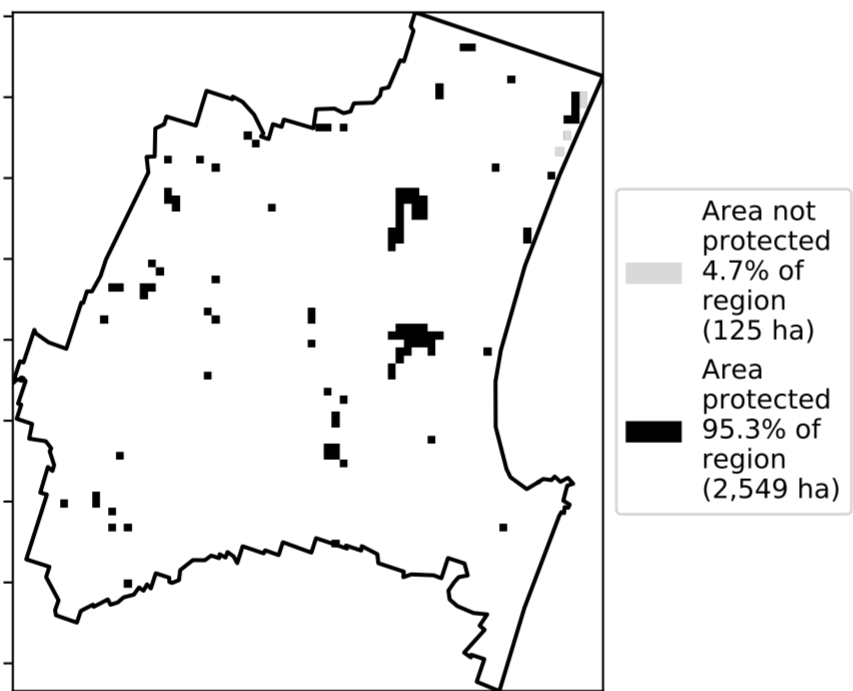 Area not
protected
4.7% of
region
(125 ha)
Area
protected
95.3% of
region
(2,549 ha)